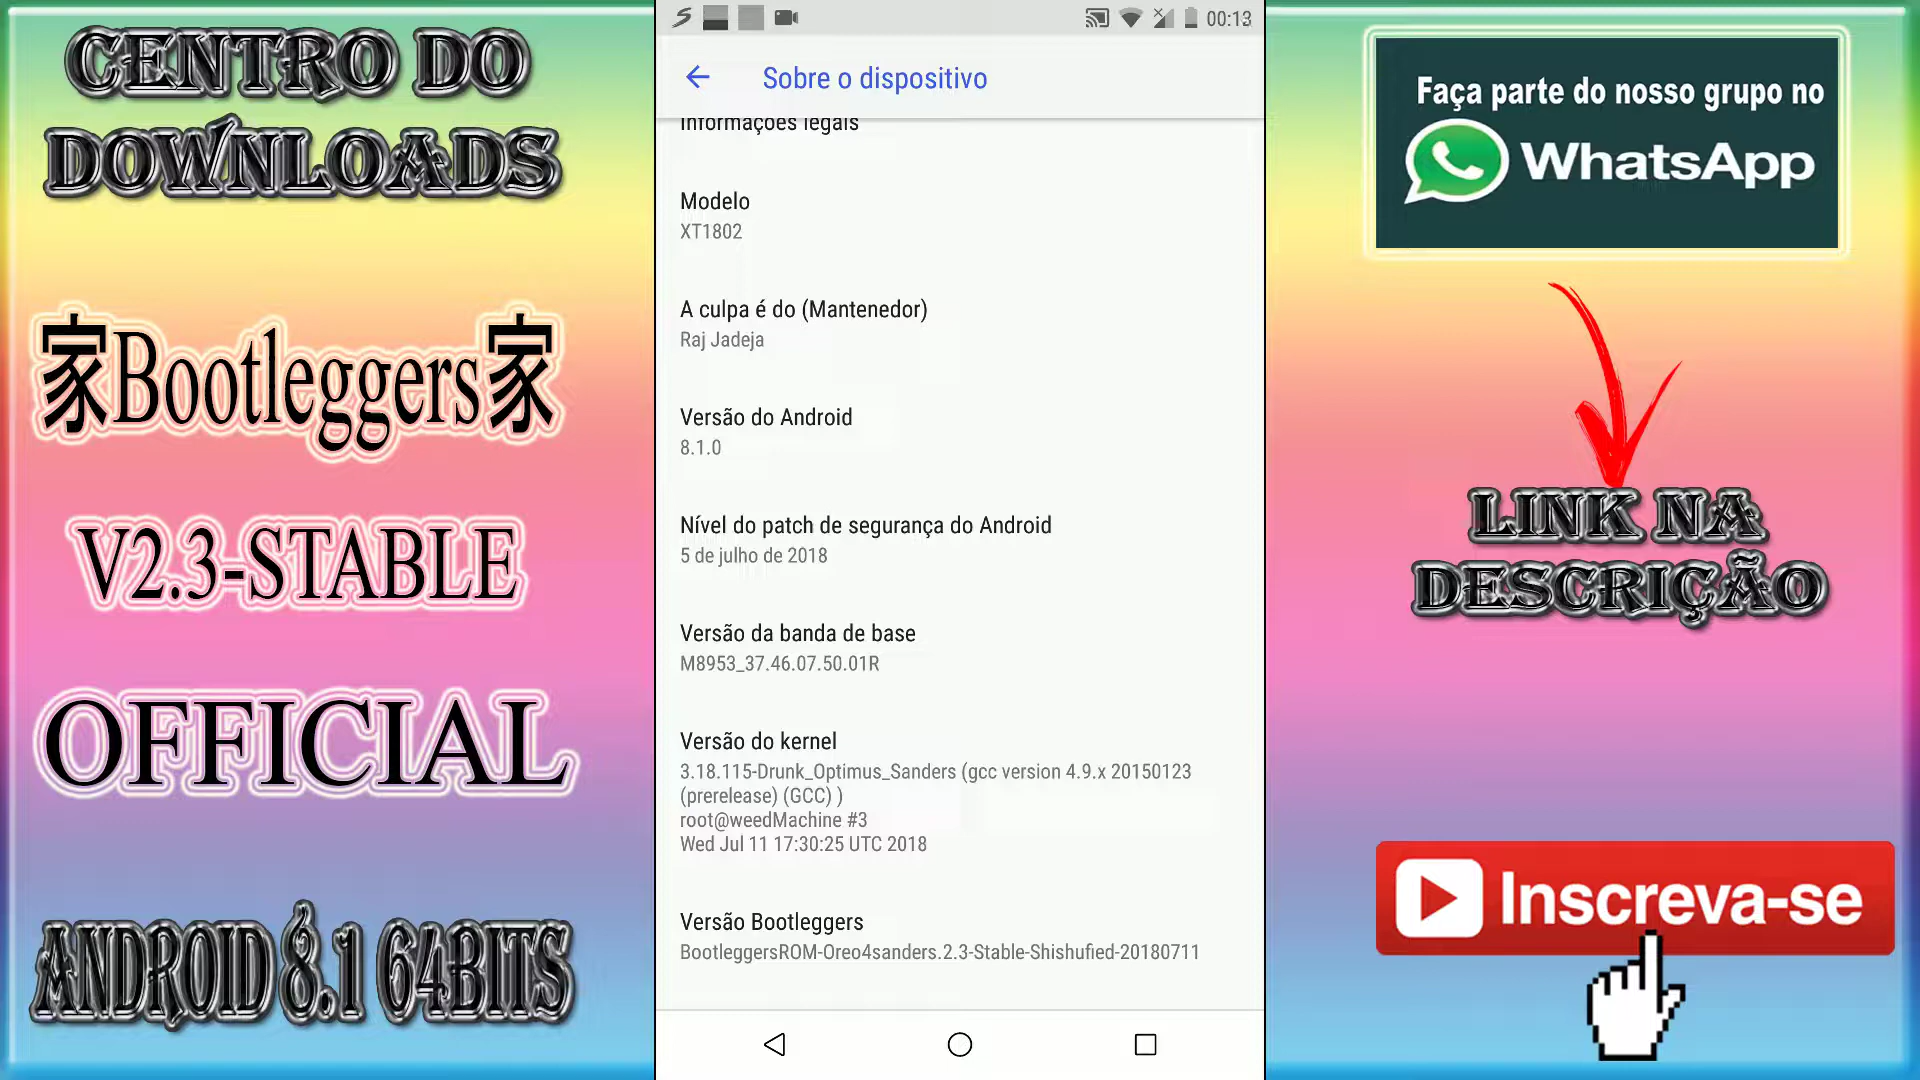 CENTRO DO
DOWNLOADS
家Bootleggers家
V2.3-STABLE
OFFICIAL
ANDROID 8.1 64BITS
00:13
Sobre o dispositivo
Informações legais
Modelo
XT1802
A culpa é do (Mantenedor)
Raj Jadeja
Versão do Android
8.1.0
Nível do patch de segurança do Android
5 de julho de 2018
Versão da banda de base
M8953_37.46.07.50.01R
Versão do kernel
3.18.115-Drunk_Optimus_Sanders (gcc version 4.9.x 20150123
(prerelease) (GCC) )
root@weedMachine #3
Wed Jul 11 17:30:25 UTC 2018
Versão Bootleggers
BootleggersROM-Oreo4sanders.2.3-Stable-Shishufied-20180711
Faça parte do nosso grupo no
WhatsApp
LINK NA
DESCRIÇÃO
Inscreva-se